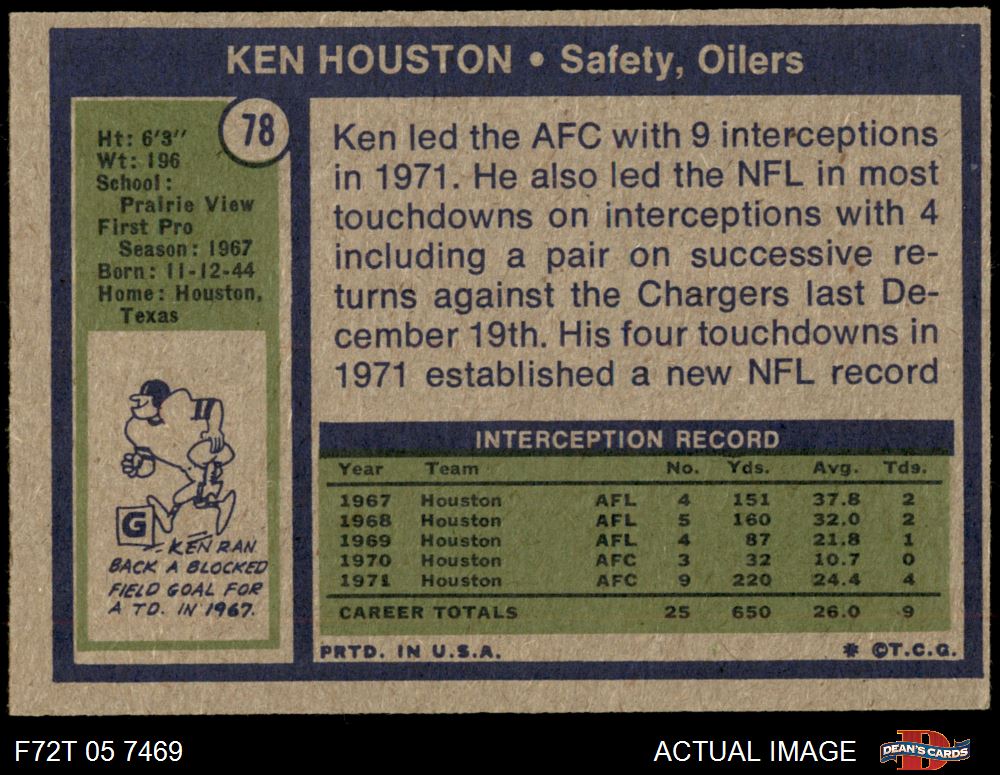 KEN HOUSTON • Safety, Oilers
78
Ht: 6'3''
Wt: 196
School:
Prairie View
First Pro
Season: 1967
Born: 11-12-44
Home: Houston,
Texas
G
KEN RAN
BACK A BLOCKED
FIELD GOAL FOR
A TD. IN 1967.
Ken led the AFC with 9 interceptions
in 1971. He also led the NFL in most
touchdowns on interceptions with 4
including a pair on successive re-
turns against the Chargers last De-
cember 19th. His four touchdowns in
1971 established a new NFL record
INTERCEPTION RECORD
Year Team No. Yds. Avg. Tds.
1967 Houston AFL 4 151 37.8 2
1968 Houston AFL 5 160 32.0 2
1969 Houston AFL 4 87 21.8 1
1970 Houston AFC 3 32 10.7 0
1971 Houston AFC 9 220 24.4 4
CAREER TOTALS 25 650 26.0 9
PRTD. IN U.S.A. * ©T.C.G.
F72T 05 7469 ACTUAL IMAGE
D
DEAN'S CARDS